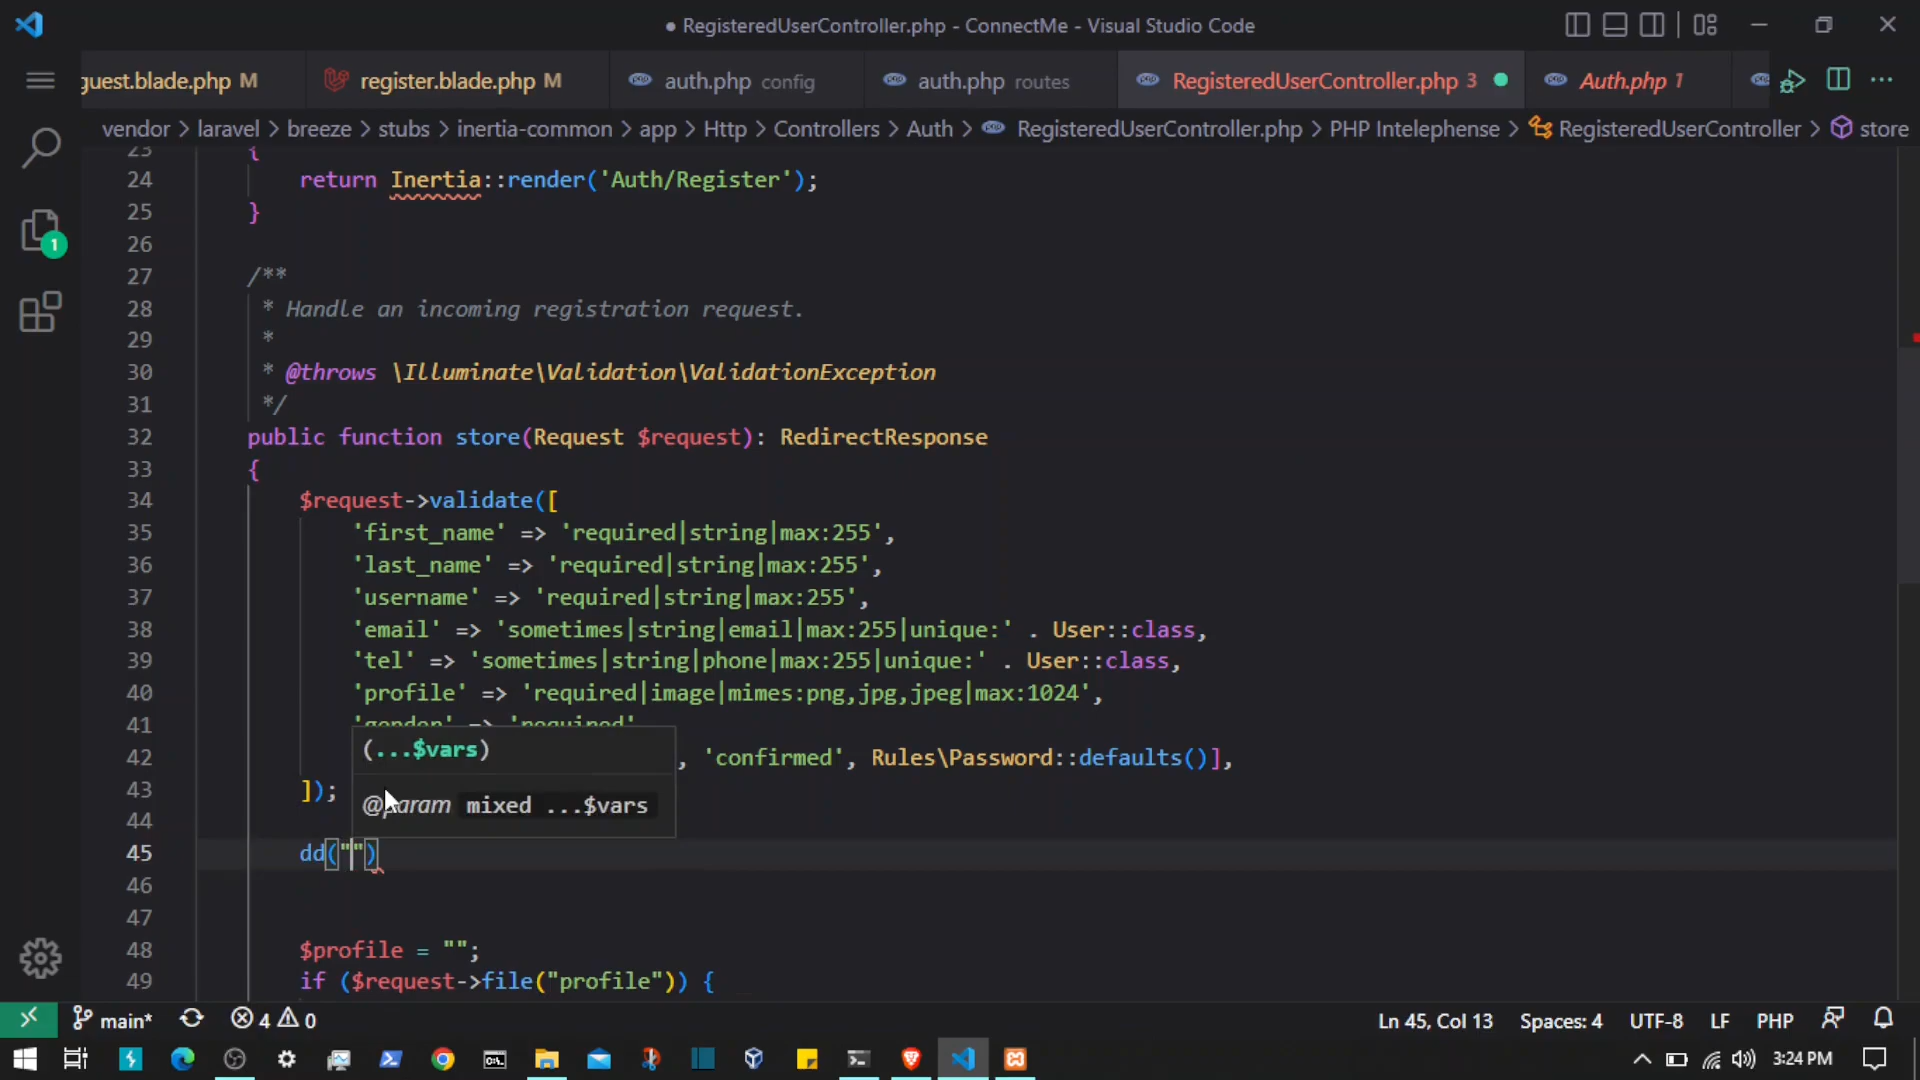 ● RegisteredUserController.php - ConnectMe - Visual Studio Code
guest.blade.php M
register.blade.php M
auth.php config
auth.php routes
RegisteredUserController.php 3 ●
Auth.php 1
vendor > laravel > breeze > stubs > inertia-common > app > Http > Controllers > Auth > RegisteredUserController.php > PHP Intelephense > RegisteredUserController > store
23 {
24 return Inertia::render('Auth/Register');
25 }
26
27 /**
28 * Handle an incoming registration request.
29 *
30 * @throws \Illuminate\Validation\ValidationException
31 */
32 public function store(Request $request): RedirectResponse
33 {
34 $request->validate([
35 'first_name' => 'required|string|max:255',
36 'last_name' => 'required|string|max:255',
37 'username' => 'required|string|max:255',
38 'email' => 'sometimes|string|email|max:255|unique:' . User::class,
39 'tel' => 'sometimes|string|phone|max:255|unique:' . User::class,
40 'profile' => 'required|image|mimes:png,jpg,jpeg|max:1024',
41 'gender' => 'required',
(...$vars)
42 , 'confirmed', Rules\Password::defaults()],
43 ]);
@param mixed ...$vars
44
45 dd("")
46
47
48 $profile = "";
49 if ($request->file("profile")) {
1
main* 4 0
Ln 45, Col 13 Spaces: 4 UTF-8 LF PHP
3:24 PM